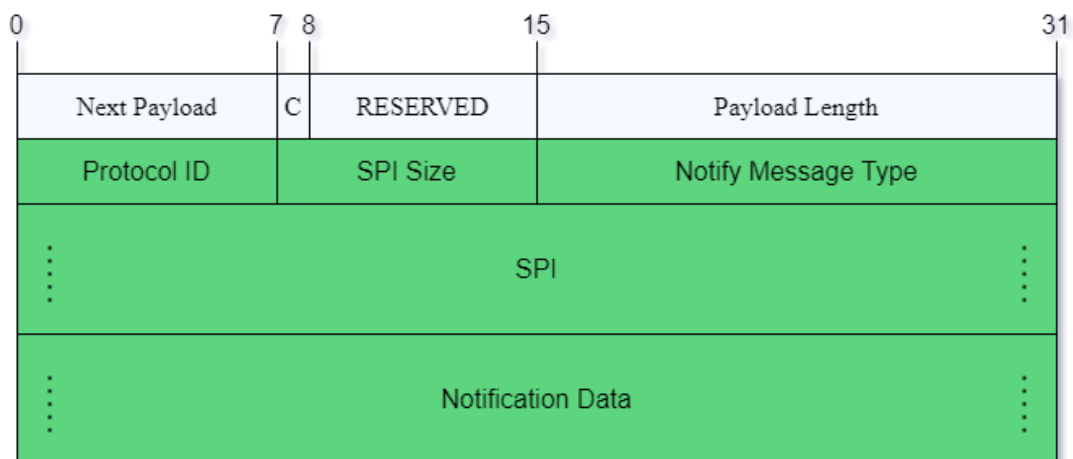 0 7 8 15 31
Next Payload C RESERVED Payload Length
Protocol ID SPI Size Notify Message Type
SPI
Notification Data